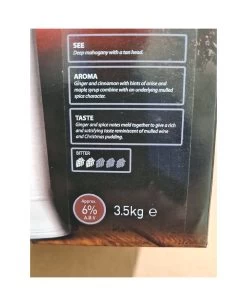 SEE
Deep mahogany with a tan head.
AROMA
Ginger and cinnamon with hints of anise and
maple syrup combine with an underlying mulled
spice character.
TASTE
Ginger and spice notes meld together to give a rich
and satisfying taste reminiscent of mulled wine
and Christmas pudding.
BITTER
Approx.
6%
A.B.V
3.5kg e